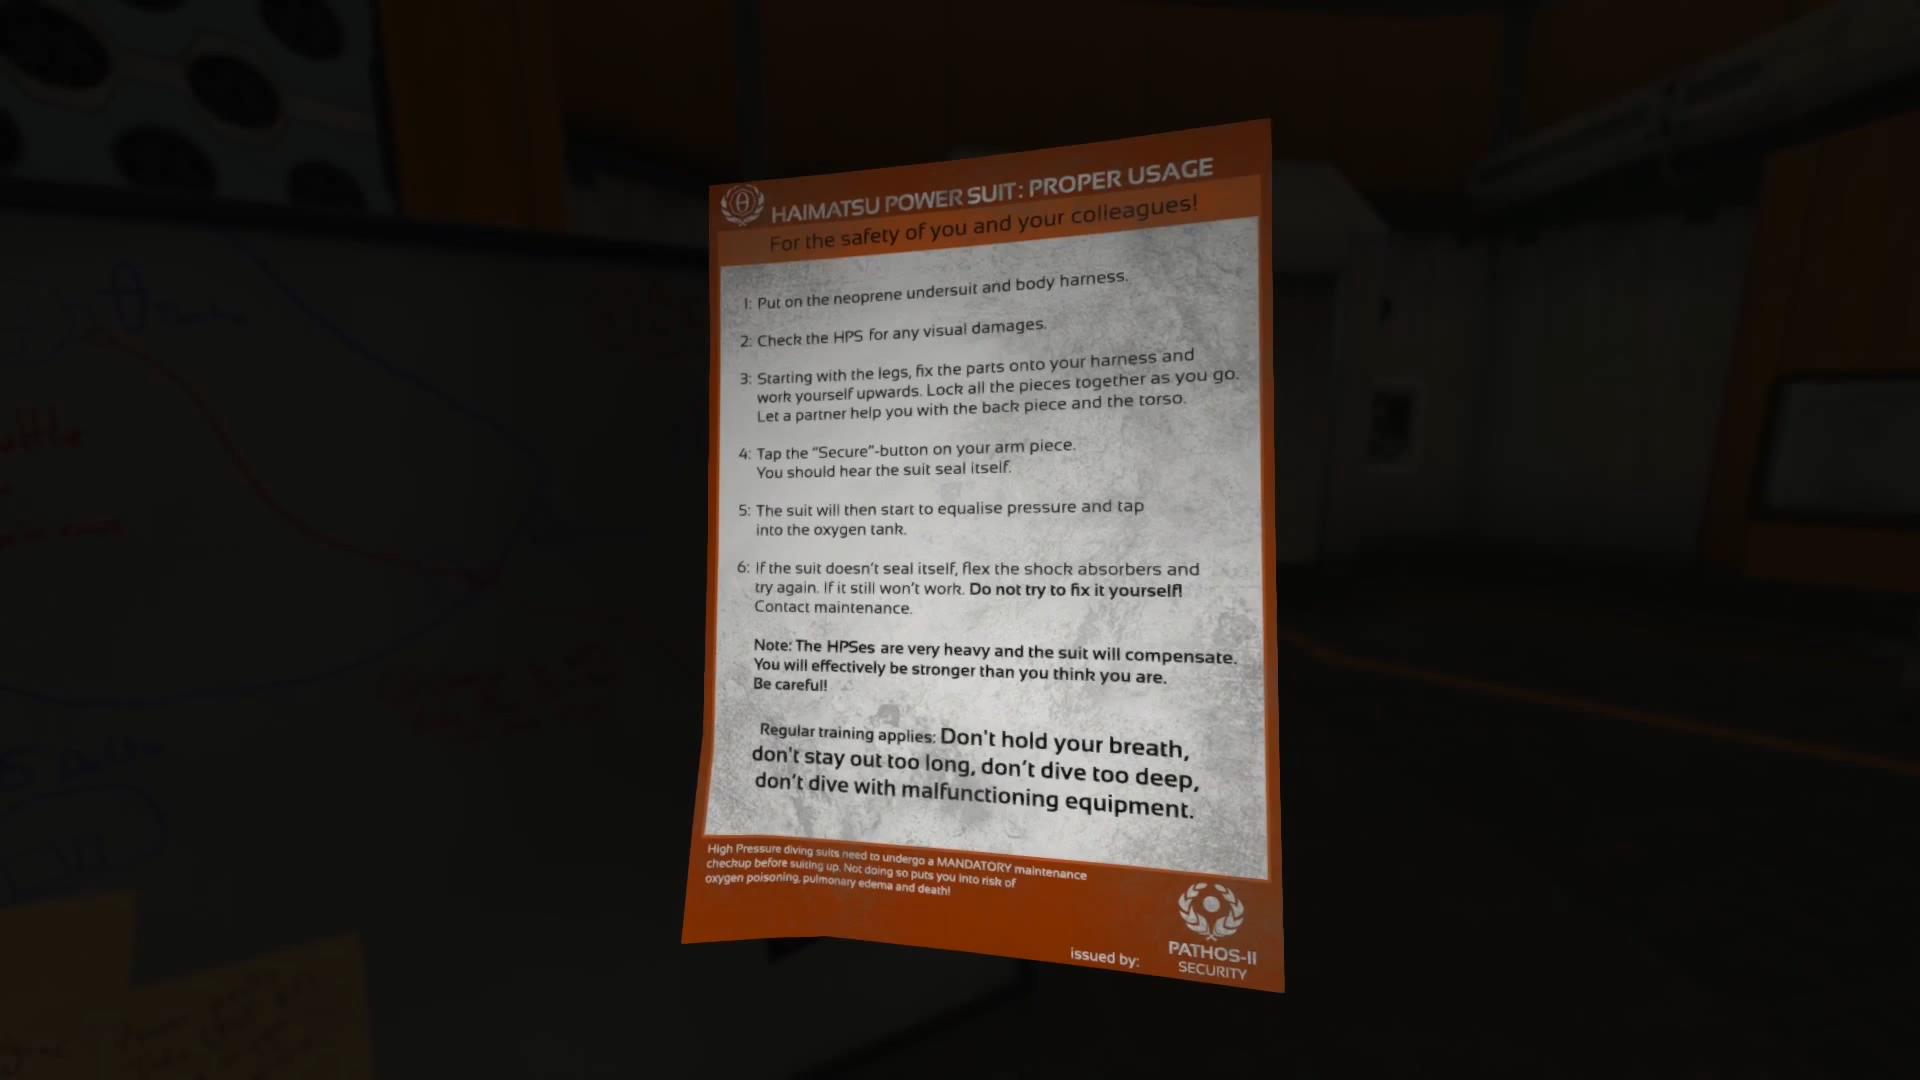 HAIMATSU POWER SUIT: PROPER USAGE
For the safety of you and your colleagues!
1: Put on the neoprene undersuit and body harness.
2: Check the HPS for any visual damages.
3: Starting with the legs, fix the parts onto your harness and
work yourself upwards. Lock all the pieces together as you go.
Let a partner help you with the back piece and the torso.
4: Tap the "Secure"-button on your arm piece.
You should hear the suit seal itself.
5: The suit will then start to equalise pressure and tap
into the oxygen tank.
6: If the suit doesn't seal itself, flex the shock absorbers and
try again. If it still won't work. Do not try to fix it yourself!
Contact maintenance.
Note: The HPSes are very heavy and the suit will compensate.
You will effectively be stronger than you think you are.
Be careful!
Regular training applies: Don't hold your breath,
don't stay out too long, don't dive too deep,
don't dive with malfunctioning equipment.
High Pressure diving suits need to undergo a MANDATORY maintenance
checkup before suiting up. Not doing so puts you into risk of
oxygen poisoning, pulmonary edema and death!
issued by:
PATHOS-II
SECURITY